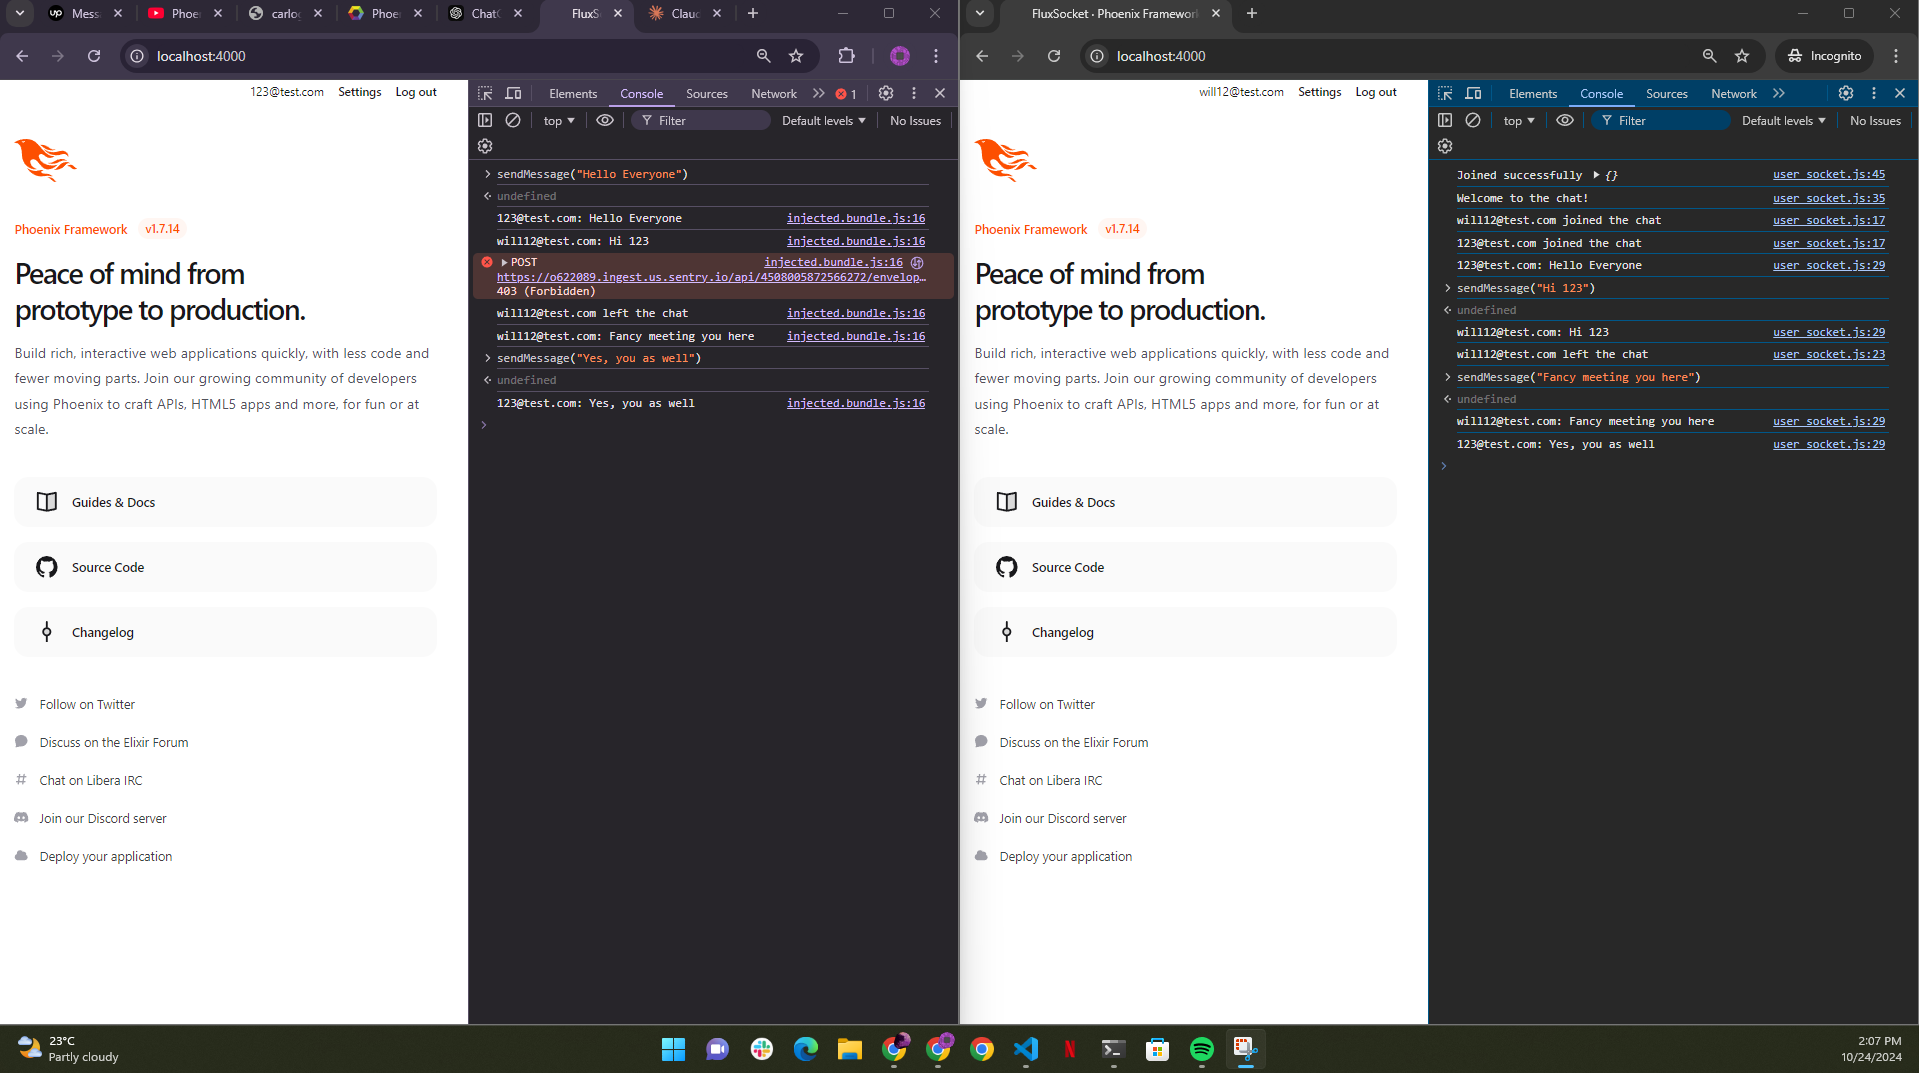 Mess
Phoe
carlo
Phoe
ChatG
FluxS
Clauc
localhost:4000
123@test.com Settings Log out
Phoenix Framework v1.7.14
Peace of mind from
prototype to production.
Build rich, interactive web applications quickly, with less code and
fewer moving parts. Join our growing community of developers
using Phoenix to craft APIs, HTML5 apps and more, for fun or at
scale.
Guides & Docs
Source Code
Changelog
Follow on Twitter
Discuss on the Elixir Forum
Chat on Libera IRC
Join our Discord server
Deploy your application
Elements Console Sources Network 1
top Filter Default levels No Issues
sendMessage("Hello Everyone")
undefined
123@test.com: Hello Everyone injected.bundle.js:16
will12@test.com: Hi 123 injected.bundle.js:16
POST injected.bundle.js:16
https://o622089.ingest.us.sentry.io/api/4508005872566272/envelop…
403 (Forbidden)
will12@test.com left the chat injected.bundle.js:16
will12@test.com: Fancy meeting you here injected.bundle.js:16
sendMessage("Yes, you as well")
undefined
123@test.com: Yes, you as well injected.bundle.js:16
FluxSocket · Phoenix Framework
localhost:4000 Incognito
will12@test.com Settings Log out
Phoenix Framework v1.7.14
Peace of mind from
prototype to production.
Build rich, interactive web applications quickly, with less code and
fewer moving parts. Join our growing community of developers
using Phoenix to craft APIs, HTML5 apps and more, for fun or at
scale.
Guides & Docs
Source Code
Changelog
Follow on Twitter
Discuss on the Elixir Forum
Chat on Libera IRC
Join our Discord server
Deploy your application
Elements Console Sources Network
top Filter Default levels No Issues
Joined successfully {} user_socket.js:45
Welcome to the chat! user_socket.js:35
will12@test.com joined the chat user_socket.js:17
123@test.com joined the chat user_socket.js:17
123@test.com: Hello Everyone user_socket.js:29
sendMessage("Hi 123")
undefined
will12@test.com: Hi 123 user_socket.js:29
will12@test.com left the chat user_socket.js:23
sendMessage("Fancy meeting you here")
undefined
will12@test.com: Fancy meeting you here user_socket.js:29
123@test.com: Yes, you as well user_socket.js:29
23°C
Partly cloudy
2:07 PM
10/24/2024